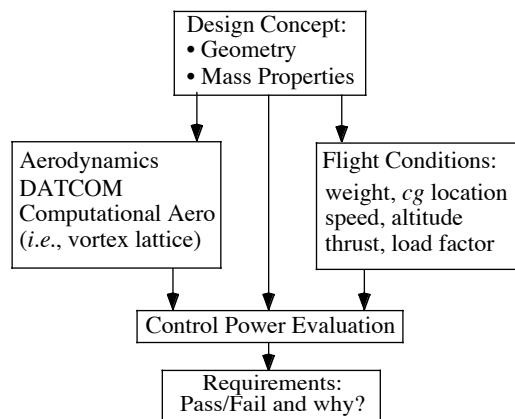 Design Concept:
• Geometry
• Mass Properties
Aerodynamics
DATCOM
Computational Aero
(i.e., vortex lattice)
Flight Conditions:
weight, cg location
speed, altitude
thrust, load factor
Control Power Evaluation
Requirements:
Pass/Fail and why?